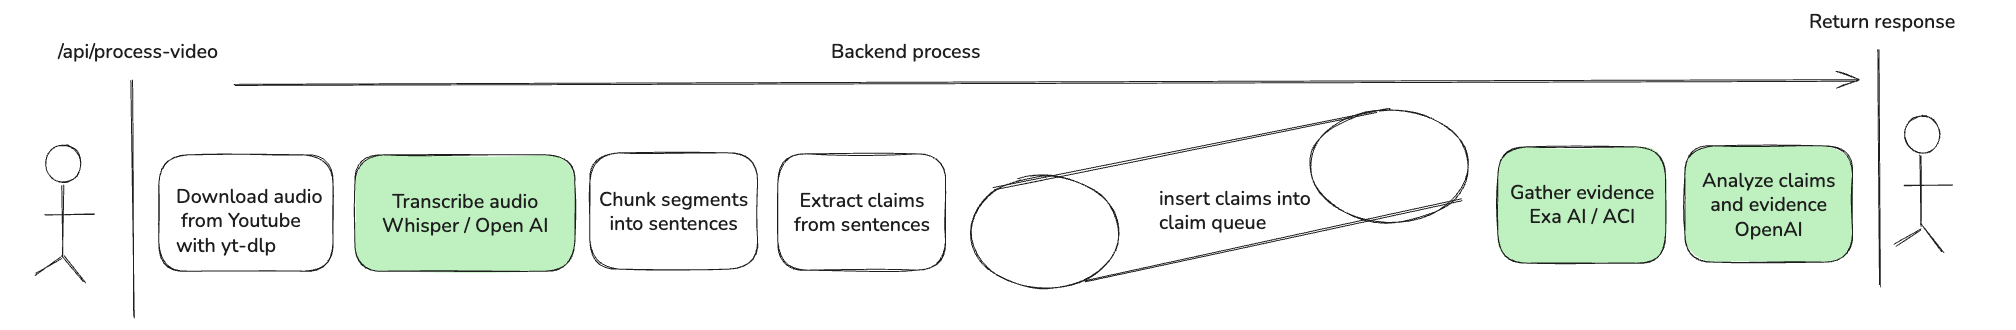 /api/process-video
Backend process
Return response
Download audio
from Youtube
with yt-dlp
Transcribe audio
Whisper / Open AI
Chunk segments
into sentences
Extract claims
from sentences
insert claims into
claim queue
Gather evidence
Exa AI / ACI
Analyze claims
and evidence
OpenAI